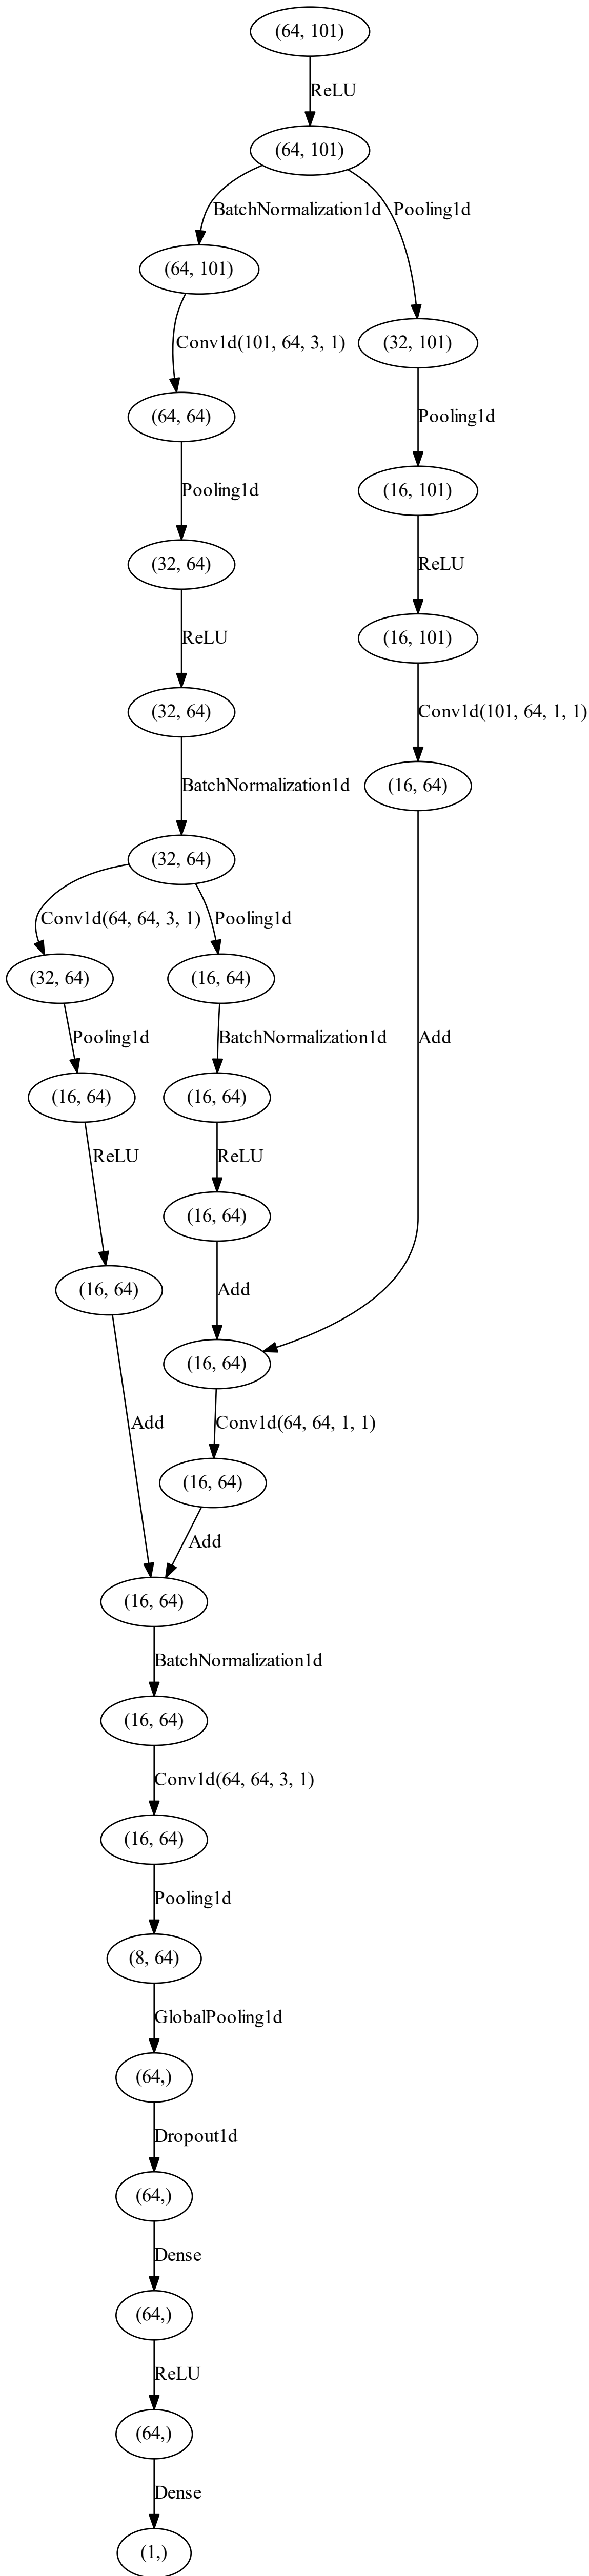 (64, 101)
ReLU
(64, 101)
BatchNormalization1d Pooling1d
(64, 101)
Conv1d(101, 64, 3, 1)
(32, 101)
(64, 64)
Pooling1d
Pooling1d
(16, 101)
(32, 64)
ReLU
ReLU
(16, 101)
(32, 64)
Conv1d(101, 64, 1, 1)
BatchNormalization1d
(16, 64)
(32, 64)
Conv1d(64, 64, 3, 1) Pooling1d
(32, 64)
(16, 64)
Pooling1d
BatchNormalization1d
Add
(16, 64)
(16, 64)
ReLU
ReLU
(16, 64)
(16, 64)
Add
(16, 64)
Add
Conv1d(64, 64, 1, 1)
(16, 64)
Add
(16, 64)
BatchNormalization1d
(16, 64)
Conv1d(64, 64, 3, 1)
(16, 64)
Pooling1d
(8, 64)
GlobalPooling1d
(64,)
Dropout1d
(64,)
Dense
(64,)
ReLU
(64,)
Dense
(1,)